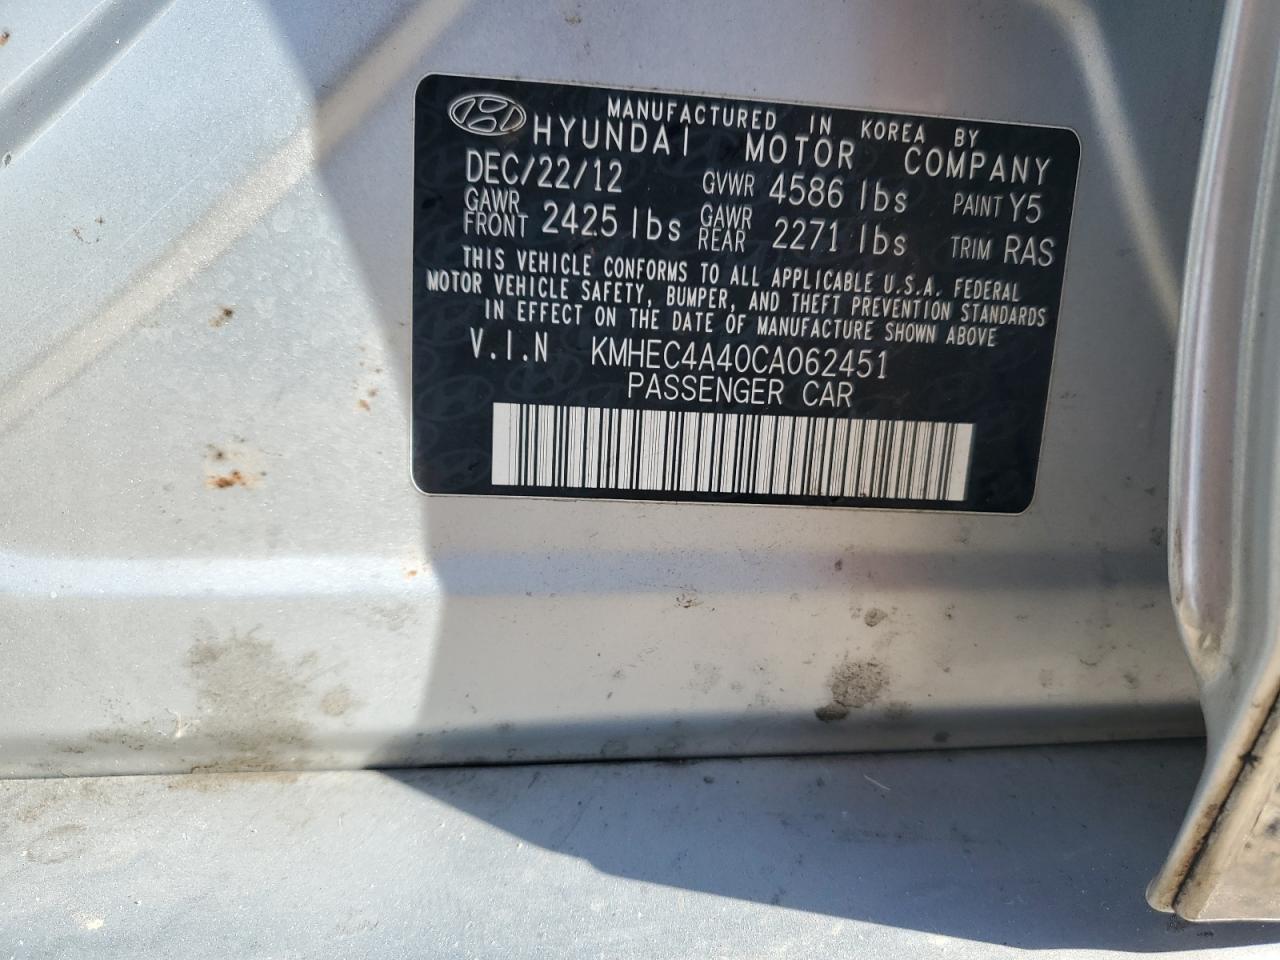 MANUFACTURED IN KOREA BY
HYUNDAI MOTOR COMPANY
DEC/22/12 GVWR 4586 lbs PAINT Y5
GAWR FRONT 2425 lbs GAWR REAR 2271 lbs TRIM RAS
THIS VEHICLE CONFORMS TO ALL APPLICABLE U.S.A. FEDERAL
MOTOR VEHICLE SAFETY, BUMPER, AND THEFT PREVENTION STANDARDS
IN EFFECT ON THE DATE OF MANUFACTURE SHOWN ABOVE
V.I.N KMHEC4A40CA062451
PASSENGER CAR